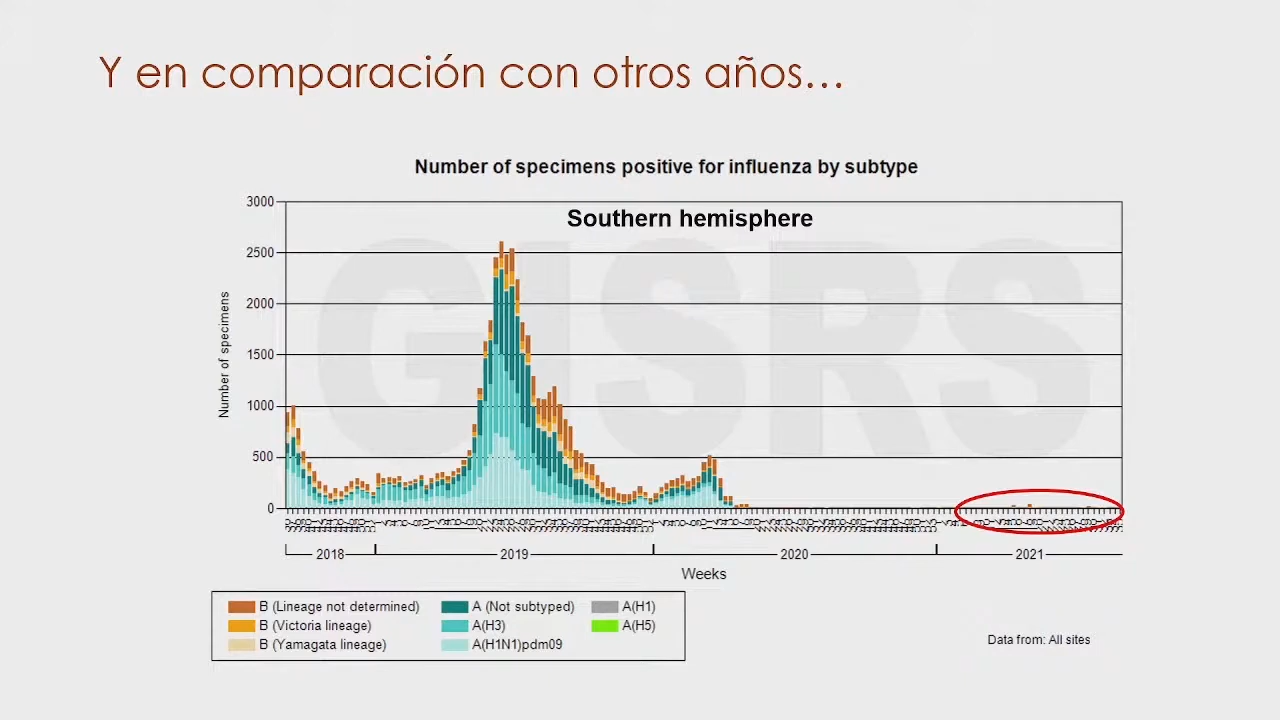 Y en comparación con otros años...
Number of specimens positive for influenza by subtype
Southern hemisphere
GISRS
3000
2500
2000
1500
1000
500
0
Number of specimens
2018
2019
2020
2021
Weeks
B (Lineage not determined)
A (Not subtyped)
A(H1)
B (Victoria lineage)
A(H3)
A(H5)
B (Yamagata lineage)
A(H1N1)pdm09
Data from: All sites